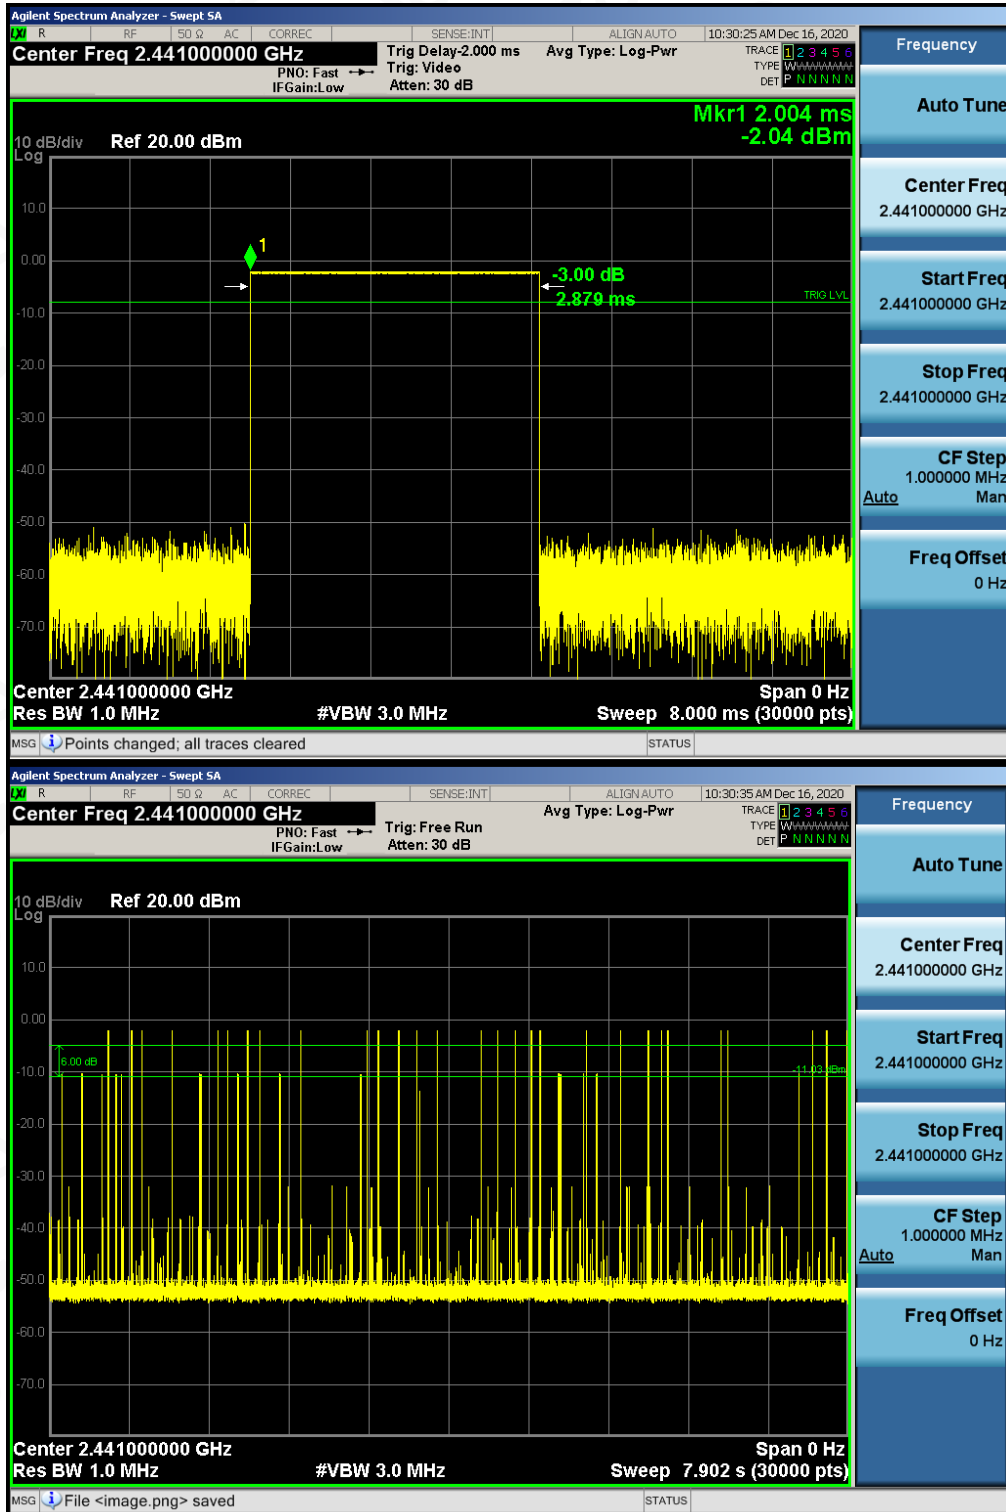 Agilent Spectrum Analyzer - Swept SA
LXI R RF 50 Ω AC CORREC SENSE:INT ALIGN AUTO 10:30:25 AM Dec 16, 2020
Center Freq 2.441000000 GHz
PNO: Fast
IFGain:Low
Trig Delay-2.000 ms
Trig: Video
Atten: 30 dB
Avg Type: Log-Pwr
TRACE 1 2 3 4 5 6
TYPE W
DET P N N N N N
Mkr1 2.004 ms
-2.04 dBm
10 dB/div Ref 20.00 dBm
Log
10.0
1
0.00
-3.00 dB
2.879 ms
TRIG LVL
-10.0
-20.0
-30.0
-40.0
-50.0
-60.0
-70.0
Center 2.441000000 GHz Span 0 Hz
Res BW 1.0 MHz #VBW 3.0 MHz Sweep 8.000 ms (30000 pts)
MSG Points changed; all traces cleared STATUS
Frequency
Auto Tune
Center Freq
2.441000000 GHz
Start Freq
2.441000000 GHz
Stop Freq
2.441000000 GHz
CF Step
1.000000 MHz
Auto Man
Freq Offset
0 Hz
Agilent Spectrum Analyzer - Swept SA
LXI R RF 50 Ω AC CORREC SENSE:INT ALIGN AUTO 10:30:35 AM Dec 16, 2020
Center Freq 2.441000000 GHz
PNO: Fast
IFGain:Low
Trig: Free Run
Atten: 30 dB
Avg Type: Log-Pwr
TRACE 1 2 3 4 5 6
TYPE W
DET P N N N N N
10 dB/div Ref 20.00 dBm
Log
10.0
0.00
6.00 dB
-10.0
-11.03 dBm
-20.0
-30.0
-40.0
-50.0
-60.0
-70.0
Center 2.441000000 GHz Span 0 Hz
Res BW 1.0 MHz #VBW 3.0 MHz Sweep 7.902 s (30000 pts)
MSG File <image.png> saved STATUS
Frequency
Auto Tune
Center Freq
2.441000000 GHz
Start Freq
2.441000000 GHz
Stop Freq
2.441000000 GHz
CF Step
1.000000 MHz
Auto Man
Freq Offset
0 Hz